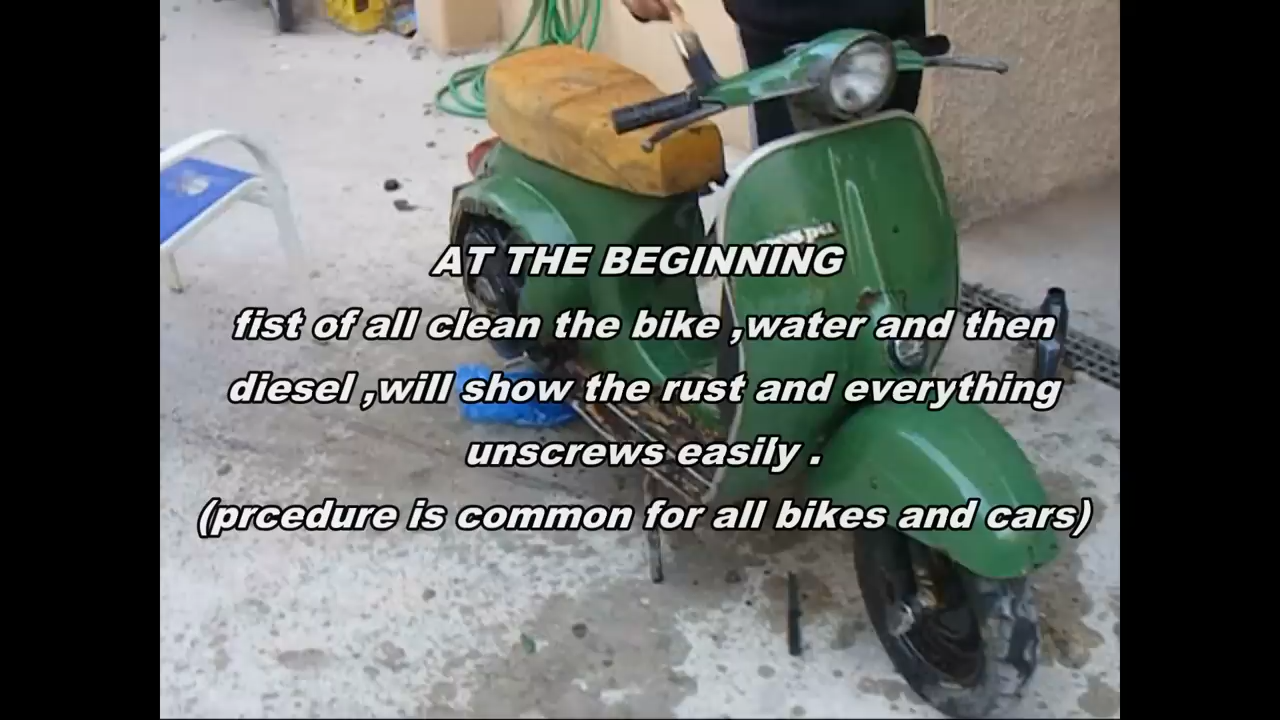 AT THE BEGINNING
fist of all clean the bike ,water and then
diesel ,will show the rust and everything
unscrews easily .
(prcedure is common for all bikes and cars)